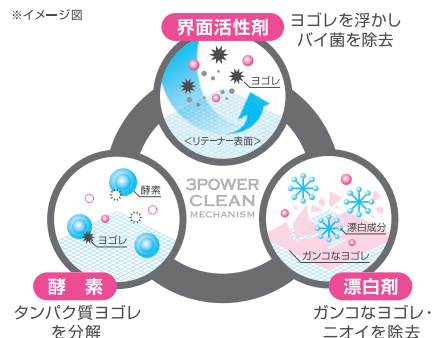 ※イメージ図
界面活性剤
ヨゴレを浮かし
バイ菌を除去
ヨゴレ
<リテーナー表面>
3POWER
CLEAN
MECHANISM
酵素
ヨゴレ
漂白成分
ガンコなヨゴレ
酵 素
タンパク質ヨゴレ
を分解
漂白剤
ガンコなヨゴレ・
ニオイを除去